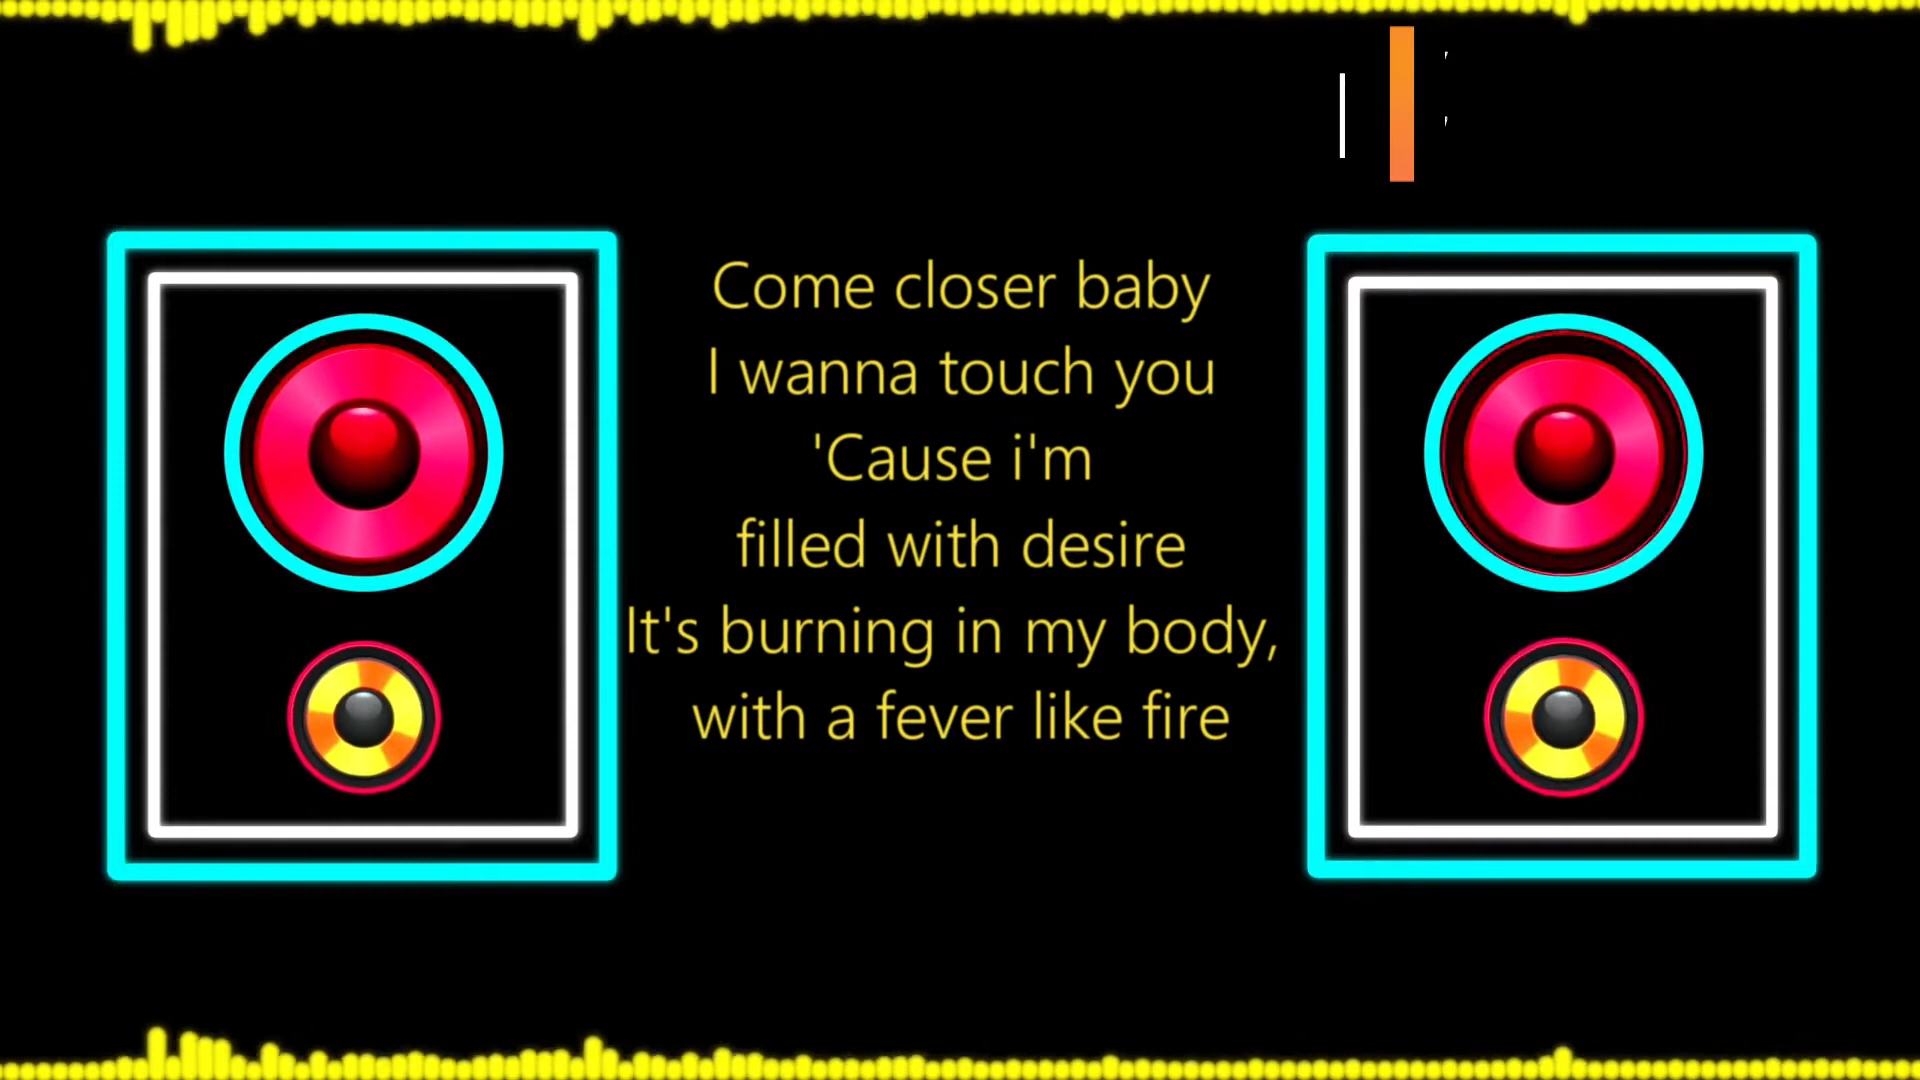 Come closer baby
I wanna touch you
'Cause i'm
filled with desire
It's burning in my body,
with a fever like fire